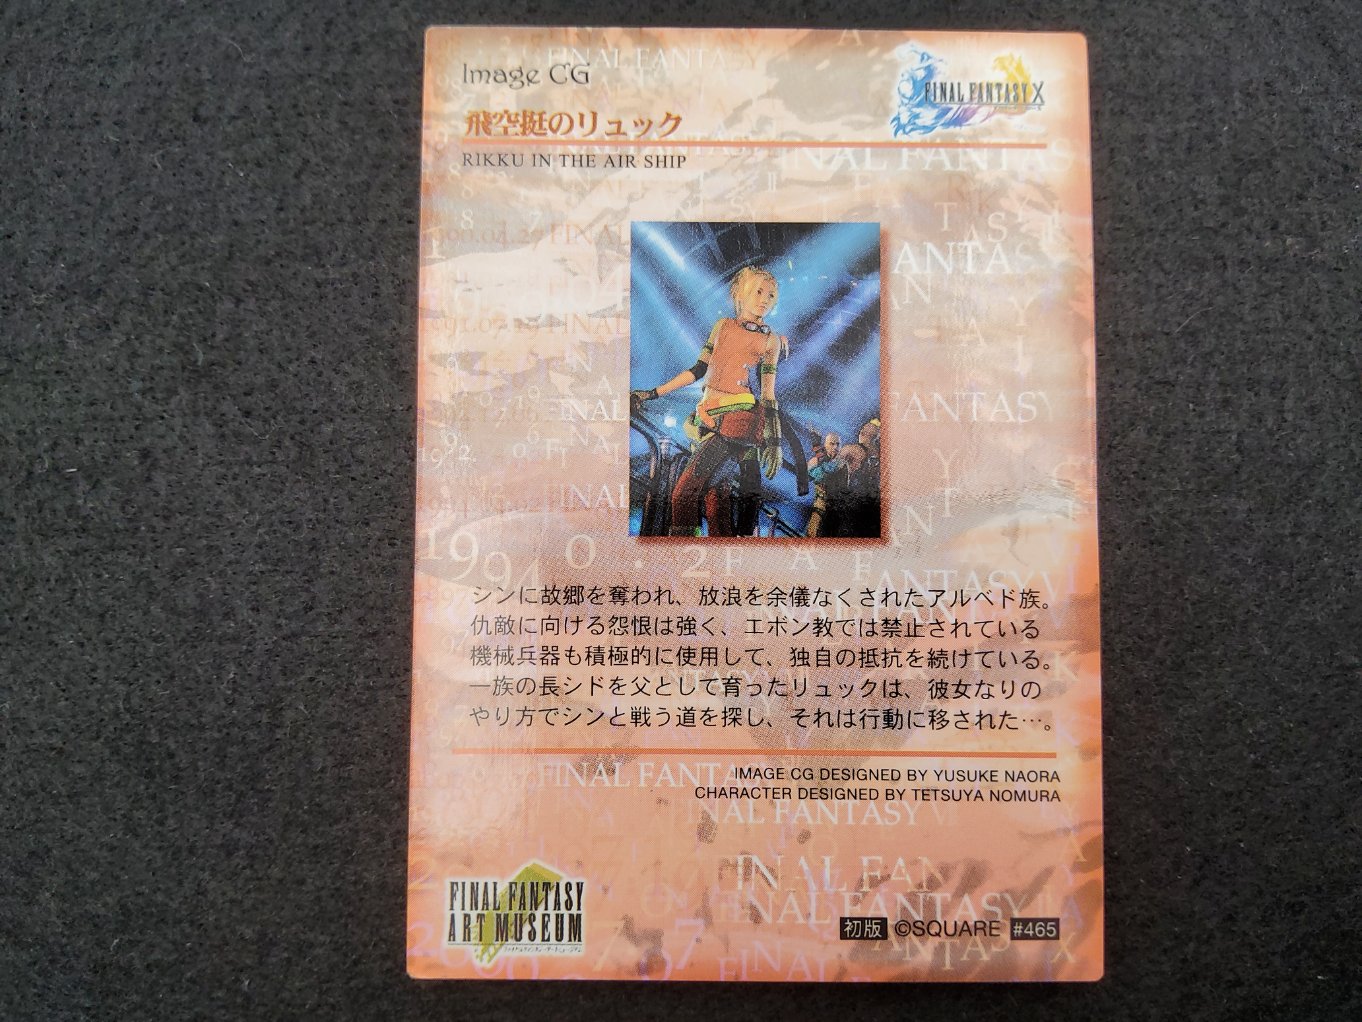 Image CG
FINAL FANTASY X
飛空挺のリュック
RIKKU IN THE AIR SHIP
シンに故郷を奪われ、放浪を余儀なくされたアルベド族。
仇敵に向ける怨恨は強く、エボン教では禁止されている
機械兵器も積極的に使用して、独自の抵抗を続けている。
一族の長シドを父として育ったリュックは、彼女なりの
やり方でシンと戦う道を探し、それは行動に移された…。
IMAGE CG DESIGNED BY YUSUKE NAORA
CHARACTER DESIGNED BY TETSUYA NOMURA
FINAL FANTASY
ART MUSEUM
初版 ©SQUARE #465